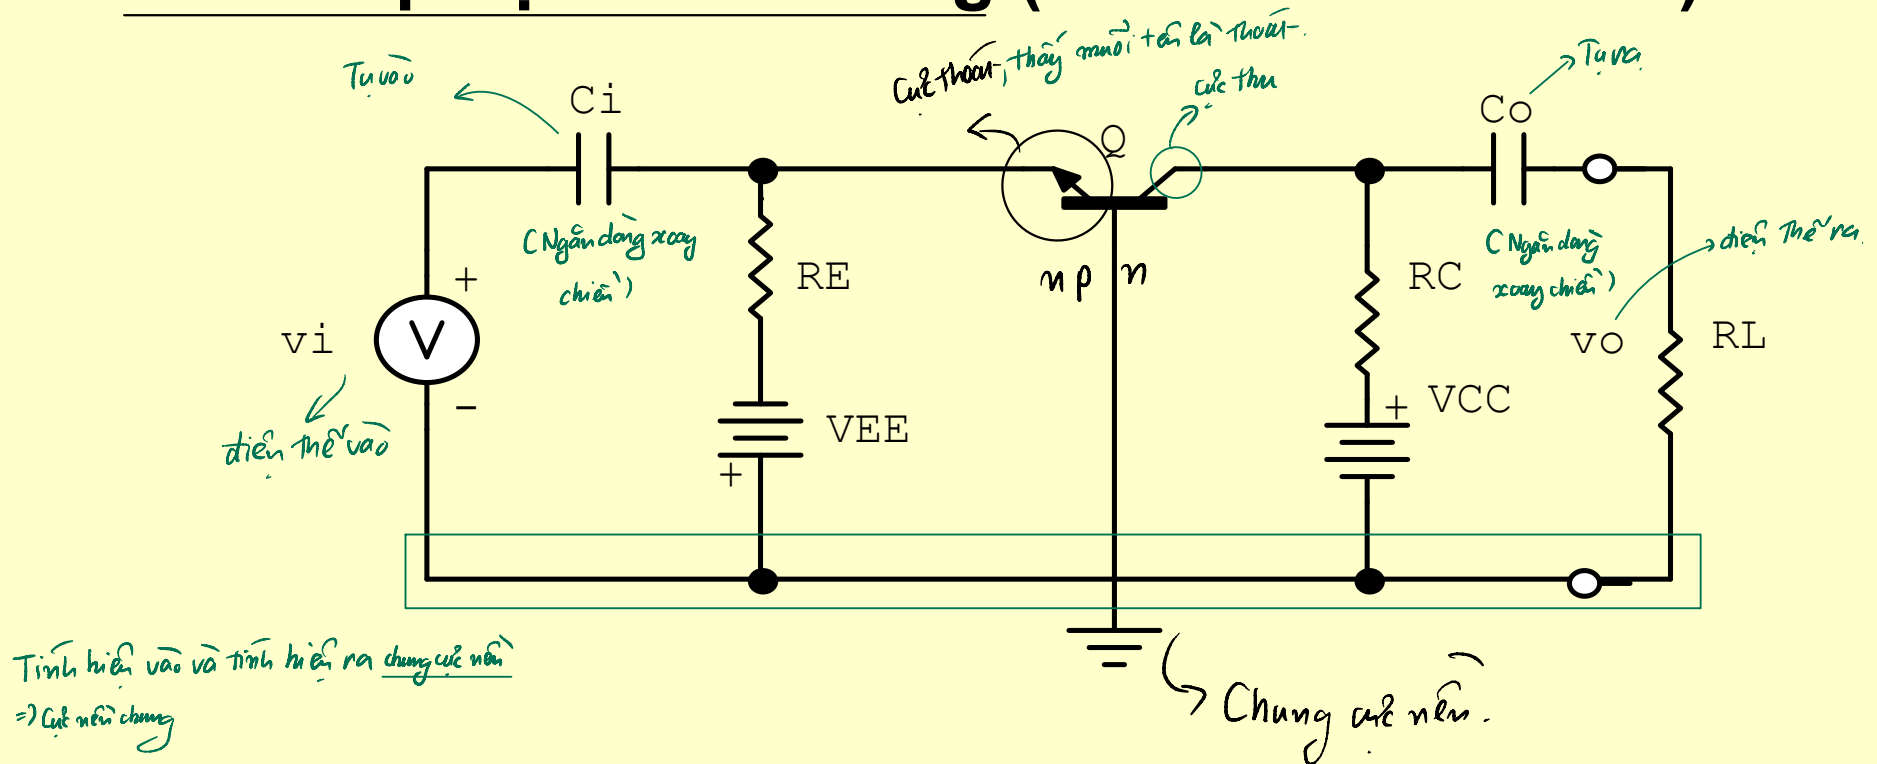 Tụ vào
Ci
Cực thoát, thấy mũi tên là thoát.
cực thu
Q
Co
Tụ ra
(Ngăn dòng xoay
chiều)
RE
n p n
RC
(Ngăn dòng
xoay chiều)
điện thế ra
+
vi
V
-
vo
RL
điện thế vào
VEE
+
+
VCC
Tính hiệu vào và tính hiệu ra chung cực nền
=> Cực nền chung
Chung cực nền.